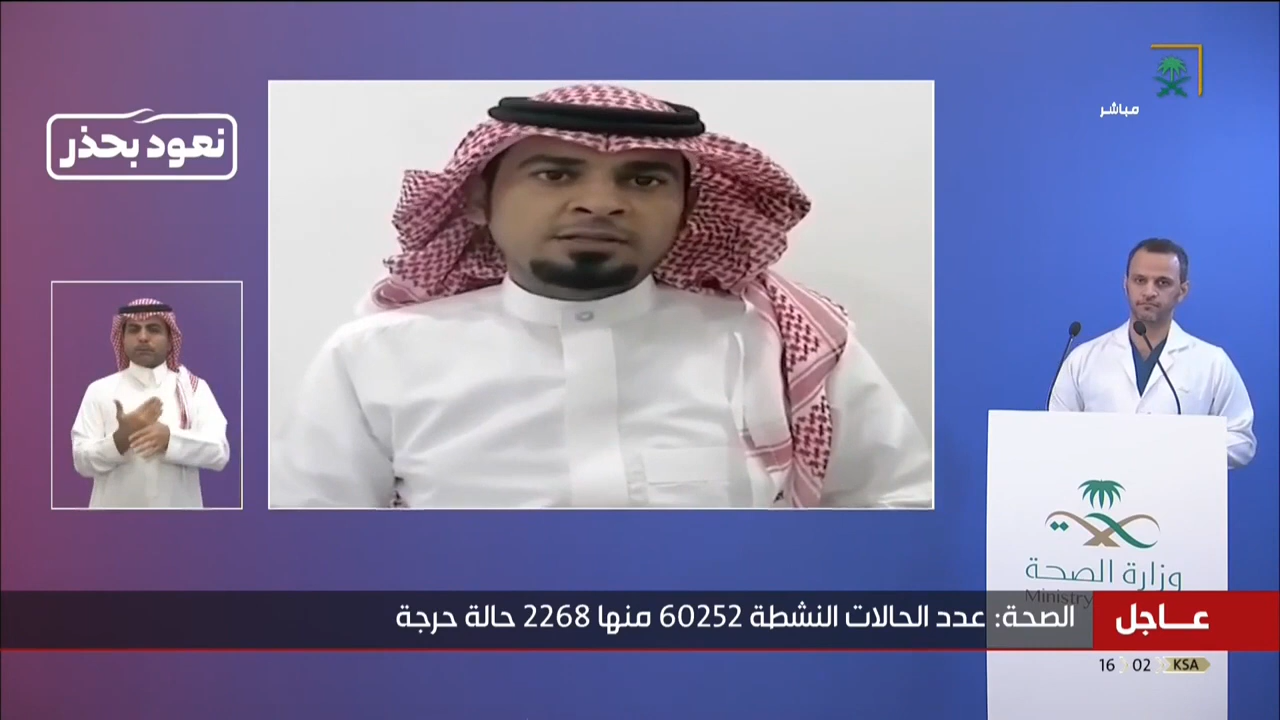 مباشر
نعود بحذر
وزارة الصحة
Ministry
عاجل
الصحة: عدد الحالات النشطة 60252 منها 2268 حالة حرجة
16 02 KSA